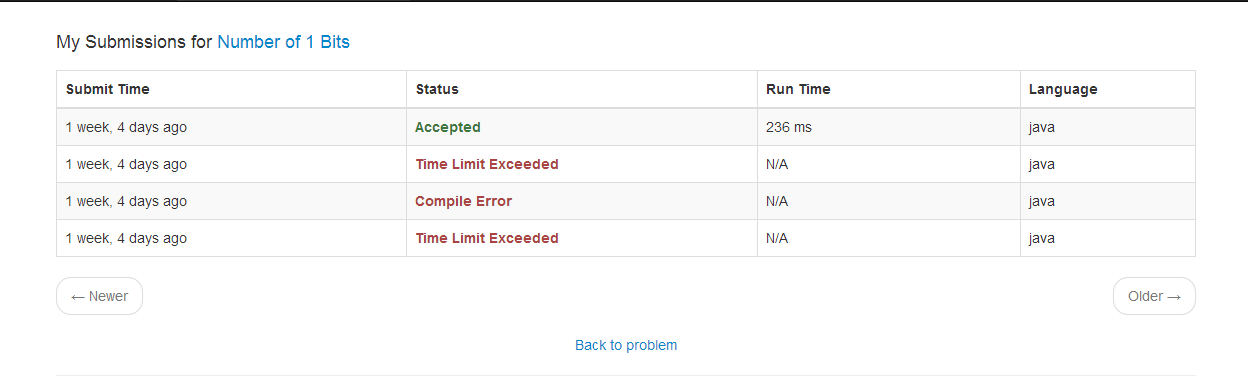 My Submissions for Number of 1 Bits
Submit Time Status Run Time Language
1 week, 4 days ago Accepted 236 ms java
1 week, 4 days ago Time Limit Exceeded N/A java
1 week, 4 days ago Compile Error N/A java
1 week, 4 days ago Time Limit Exceeded N/A java
← Newer Older →
Back to problem